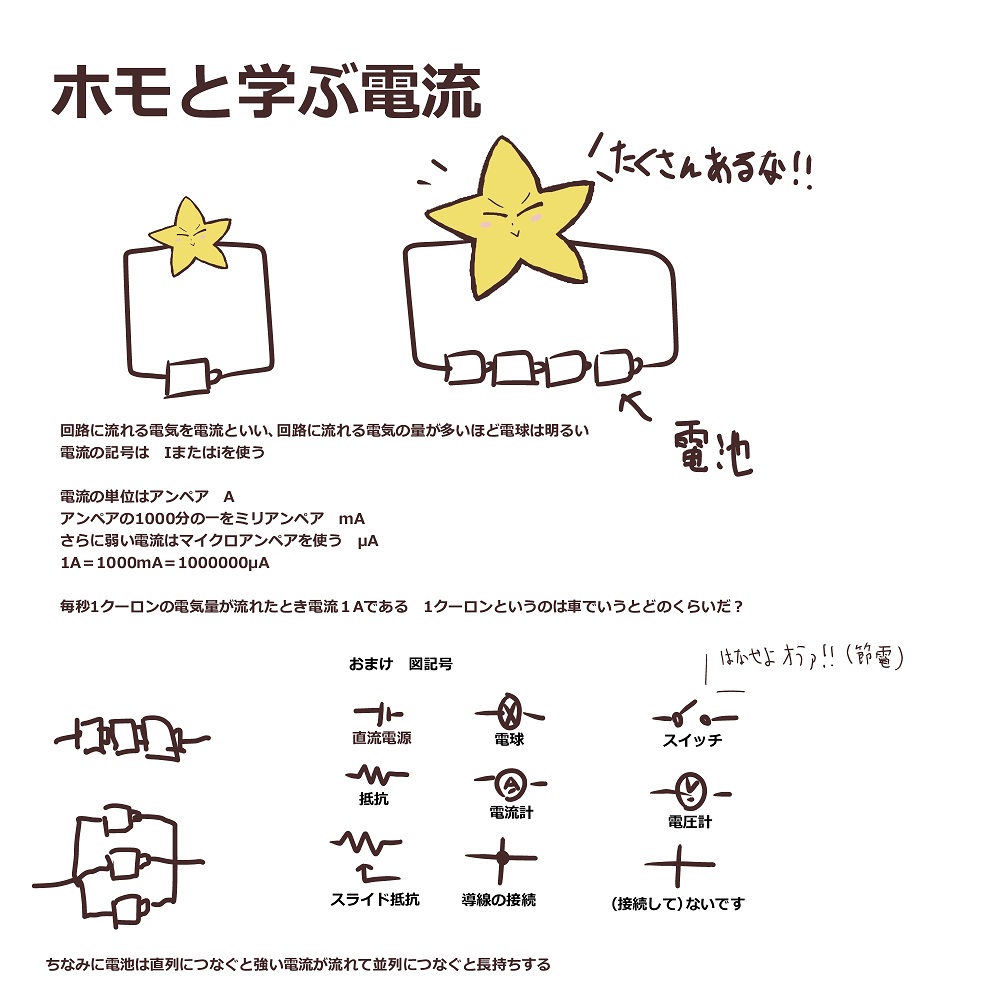 ホモと学ぶ電流
たくさんあるな!!
電池
回路に流れる電気を電流といい、回路に流れる電気の量が多いほど電球は明るい
電流の記号は　Iまたはiを使う
電流の単位はアンペア　A
アンペアの1000分の一をミリアンペア　mA
さらに弱い電流はマイクロアンペアを使う　μA
1A＝1000mA＝1000000μA
毎秒1クーロンの電気量が流れたとき電流１Aである　1クーロンというのは車でいうとどのくらいだ？
おまけ　図記号
はなせよ オラァ!!(節電)
直流電源
電球
スイッチ
抵抗
A
電流計
V
電圧計
スライド抵抗
導線の接続
（接続して）ないです
ちなみに電池は直列につなぐと強い電流が流れて並列につなぐと長持ちする